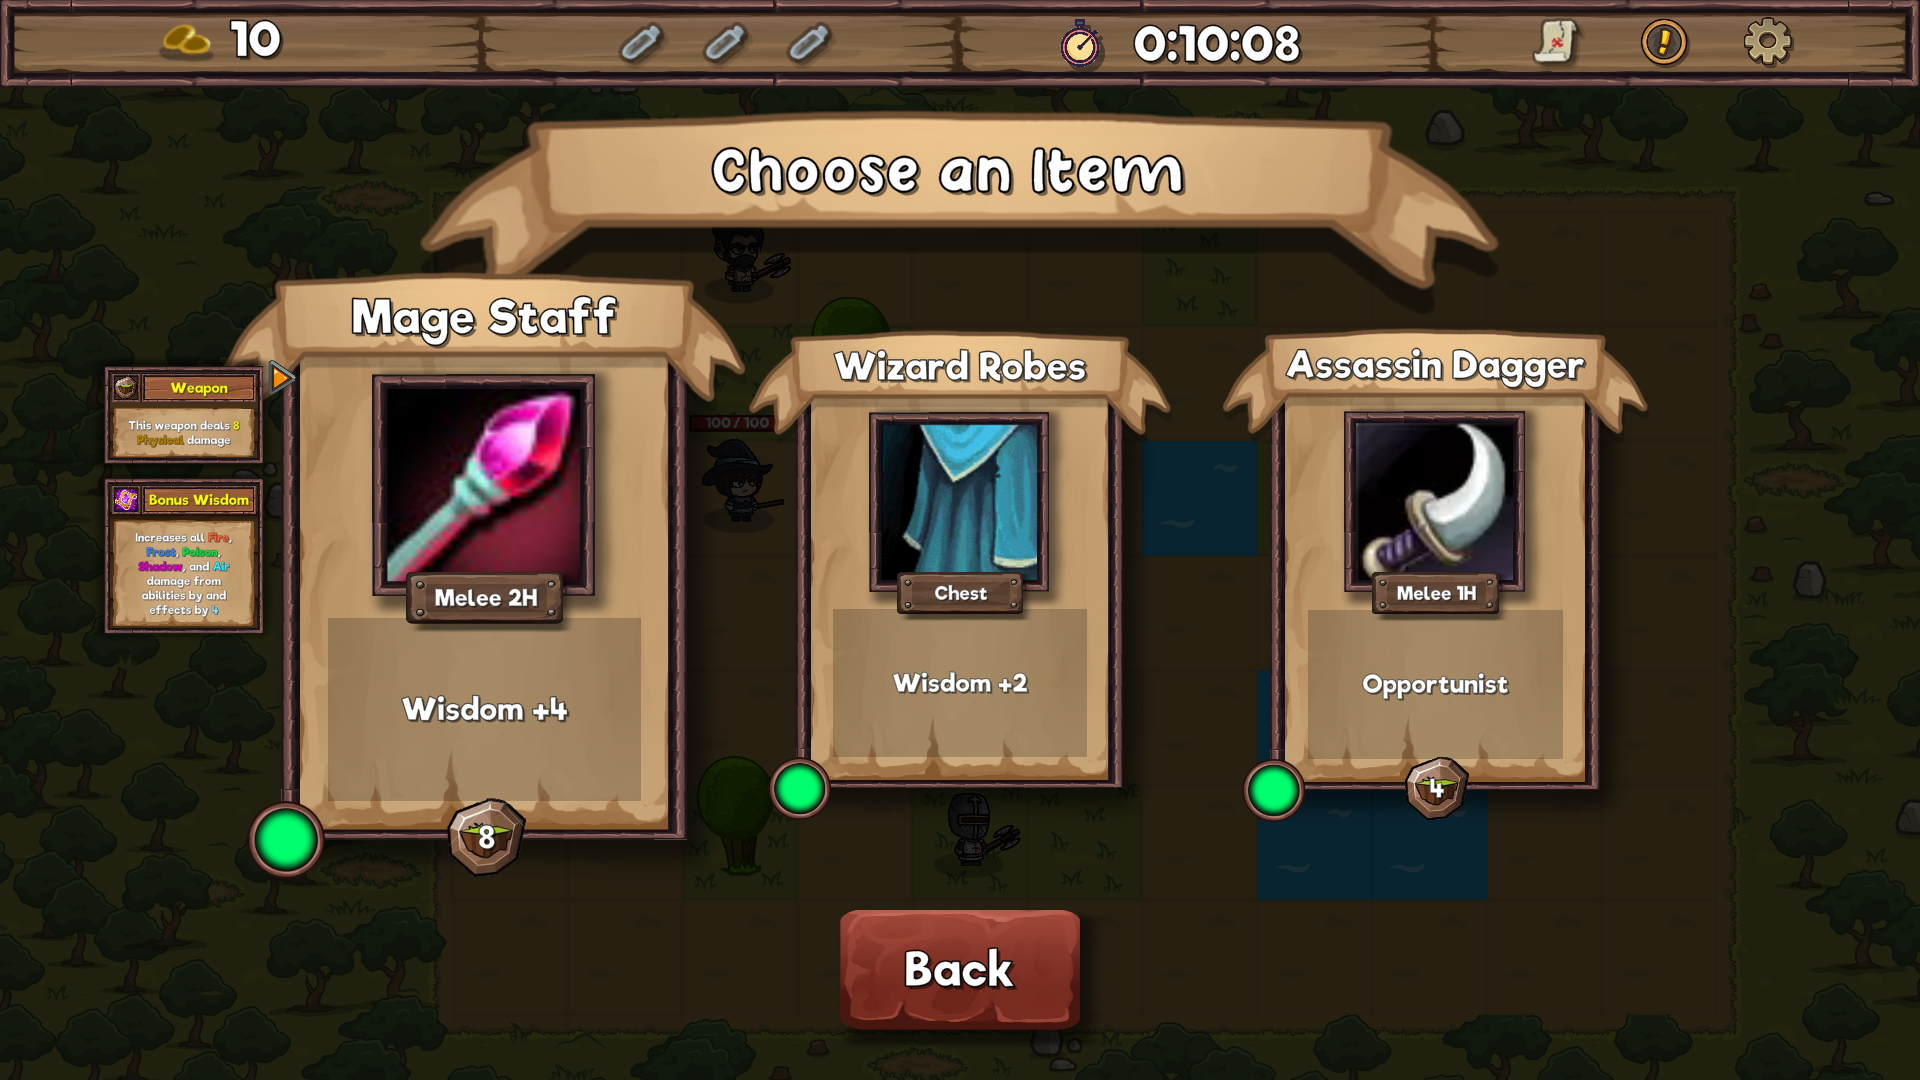 10
0:10:08
Choose an Item
Mage Staff
Wizard Robes
Assassin Dagger
Weapon
This weapon deals 8
Physical damage
Bonus Wisdom
Increases all Fire,
Frost, Poison,
Shadow, and Air
damage from
abilities by and
effects by 4.
100 / 100
Melee 2H
Chest
Melee 1H
Wisdom +4
Wisdom +2
Opportunist
8
4
Back